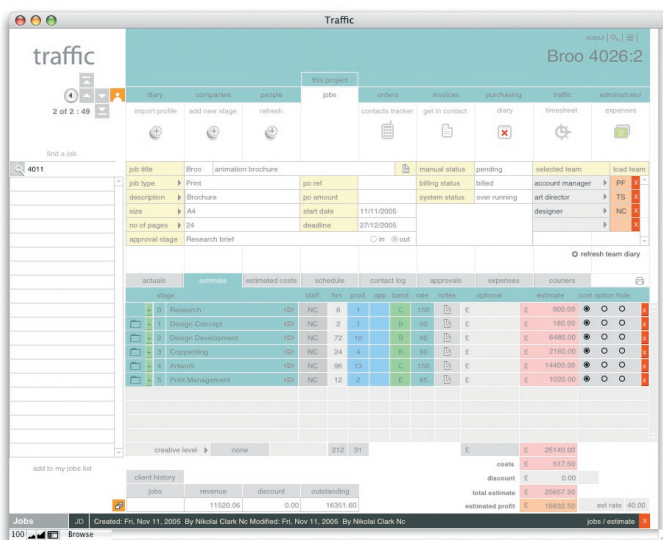 Traffic
output
traffic
Broo 4026:2
this project
diary companies people jobs orders invoices purchasing traffic administrator
2 of 2 : 49
import profile add new stage refresh contacts tracker get in contact diary timesheet expenses
find a job
4011
job title Broo animation brochure manual status pending selected team load team
job type Print po ref billing status billed account manager PF X
description Brochure po amount system status over running art director TS X
size A4 start date 11/11/2005 designer NC X
no of pages 24 deadline 27/12/2005 X
approval stage Research brief in out
refresh team diary
actuals estimate estimated costs schedule contact log approvals expenses couriers
stage staff hrs prod app band rate notes optional estimate cost option hide
0 Research NC 6 1 C 150 £ £ 900.00 x
1 Design Concept NC 2 1 B 90 £ £ 180.00 x
2 Design Development NC 72 10 B 90 £ £ 6480.00 x
3 Copywriting NC 24 4 B 90 £ £ 2160.00 x
4 Artwork NC 96 13 C 150 £ £ 14400.00 x
5 Print Management NC 12 2 E 85 £ £ 1020.00 x
creative level none 212 31 £ £ 25140.00
costs £ 517.50
add to my jobs list
client history discount £ 0.00
jobs revenue discount outstanding total estimate £ 25657.50
11520.06 0.00 16351.60 estimated profit £ 16832.50 est rate 40.00
Jobs JD Created: Fri, Nov 11, 2005 By Nikolai Clark Nc Modified: Fri, Nov 11, 2005 By Nikolai Clark Nc jobs / estimate X
100 Browse